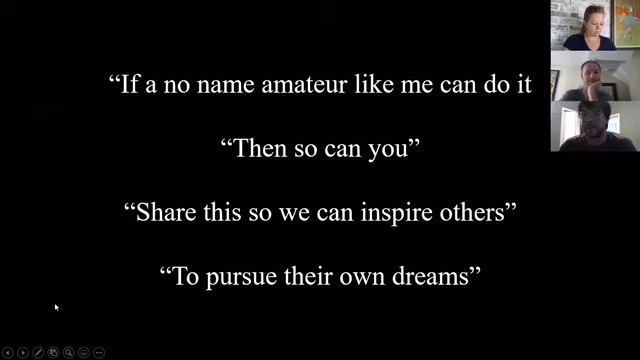 “If a no name amateur like me can do it
“Then so can you”
“Share this so we can inspire others”
“To pursue their own dreams”